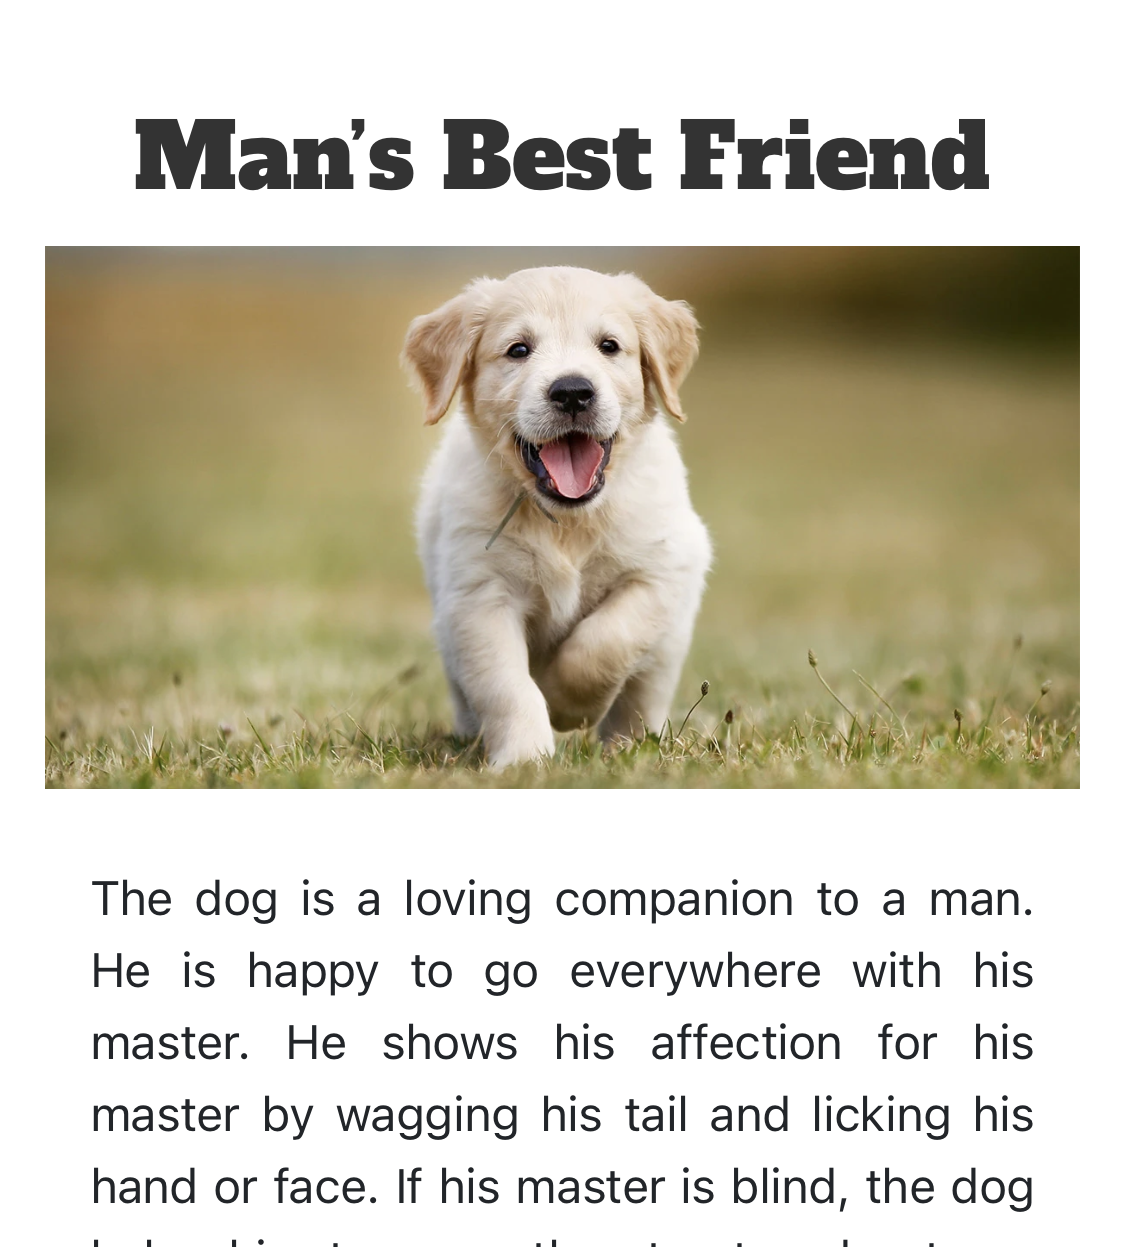 Man’s Best Friend
The dog is a loving companion to a man.
He is happy to go everywhere with his
master. He shows his affection for his
master by wagging his tail and licking his
hand or face. If his master is blind, the dog